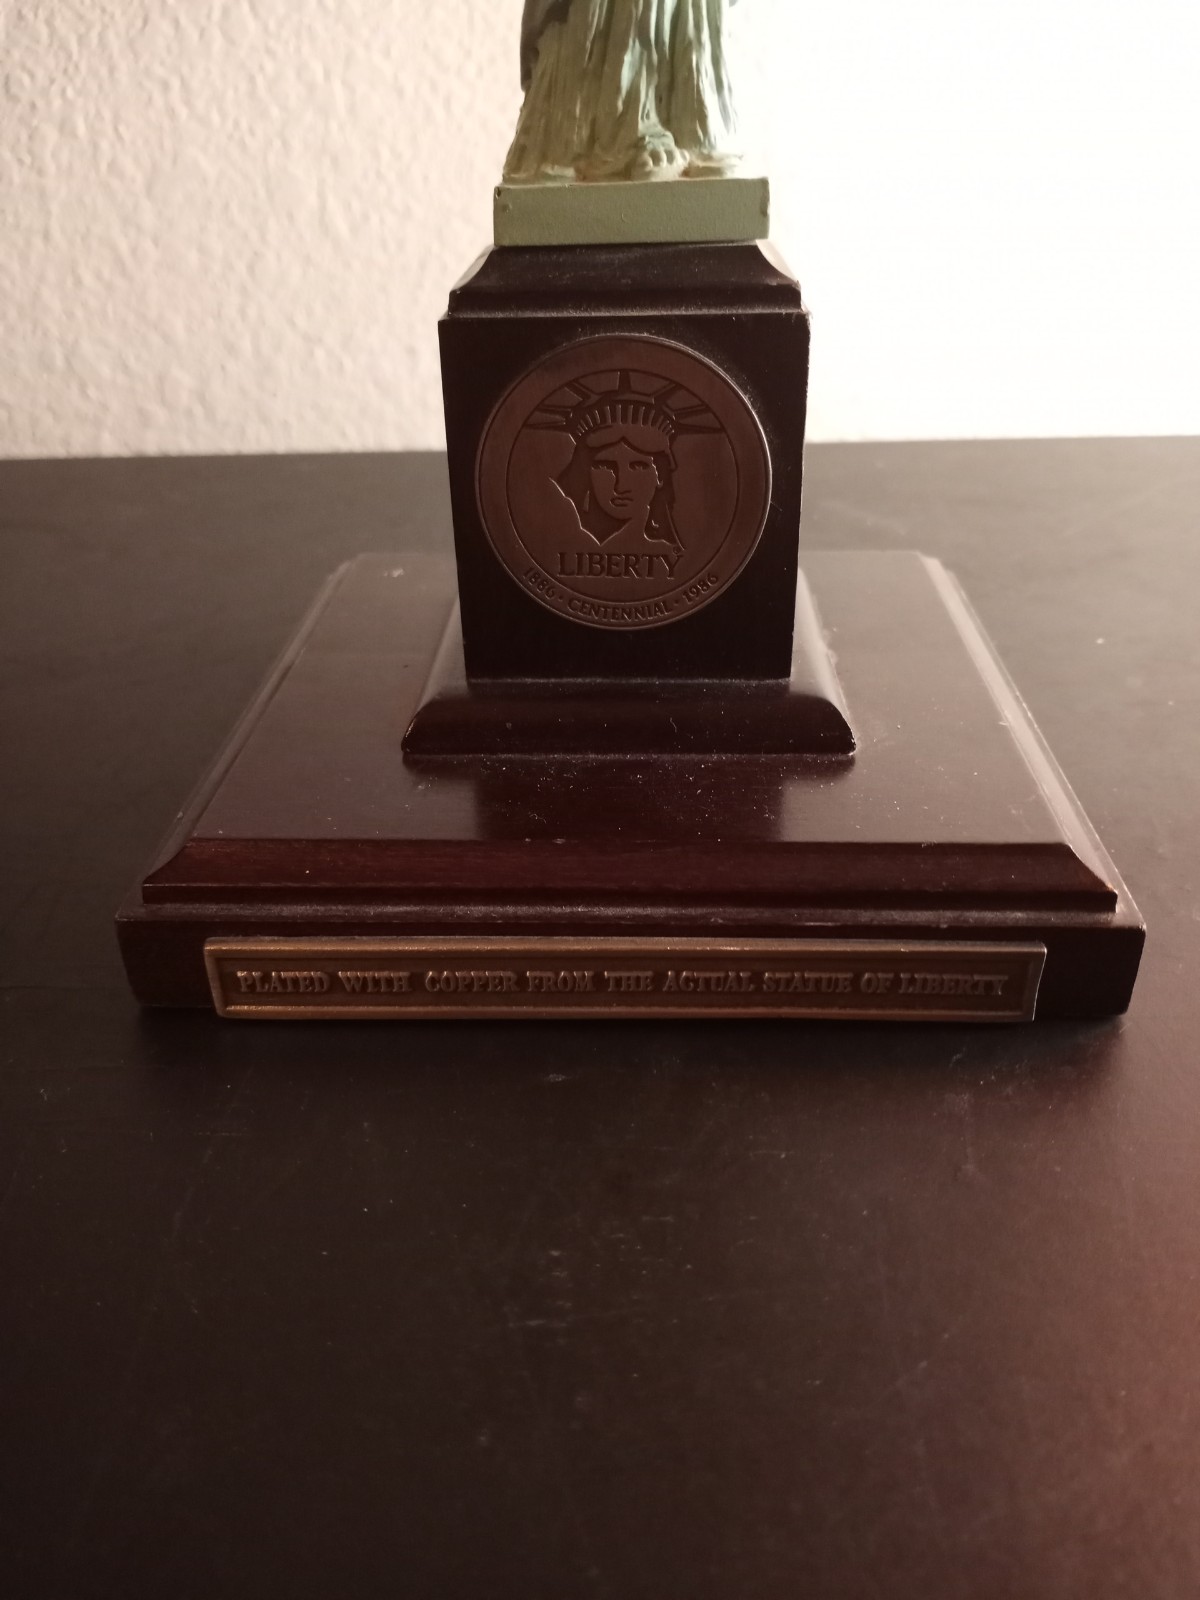 LIBERTY
1886 · CENTENNIAL · 1986
PLATED WITH COPPER FROM THE ACTUAL STATUE OF LIBERTY